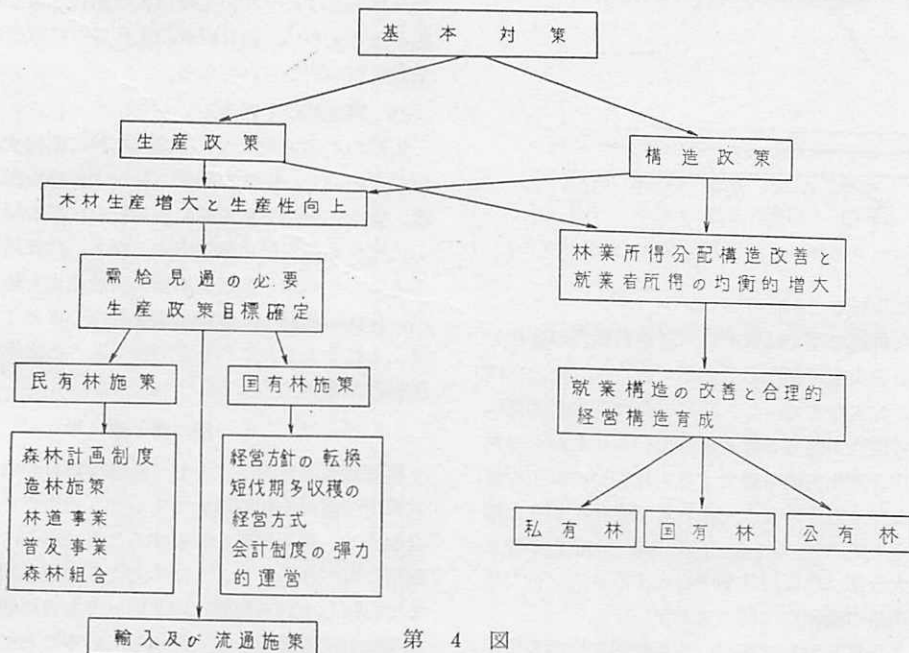 基本対策
生産政策
構造政策
木材生産増大と生産性向上
林業所得分配構造改善と
就業者所得の均衡的増大
需給見通の必要
生産政策目標確定
民有林施策
国有林施策
就業構造の改善と合理的
経営構造育成
森林計画制度
造林施策
林道事業
普及事業
森林組合
経営方針の転換
短伐期多収穫の
経営方式
会計制度の弾力
的運営
私有林
国有林
公有林
輸入及び流通施策
第4図